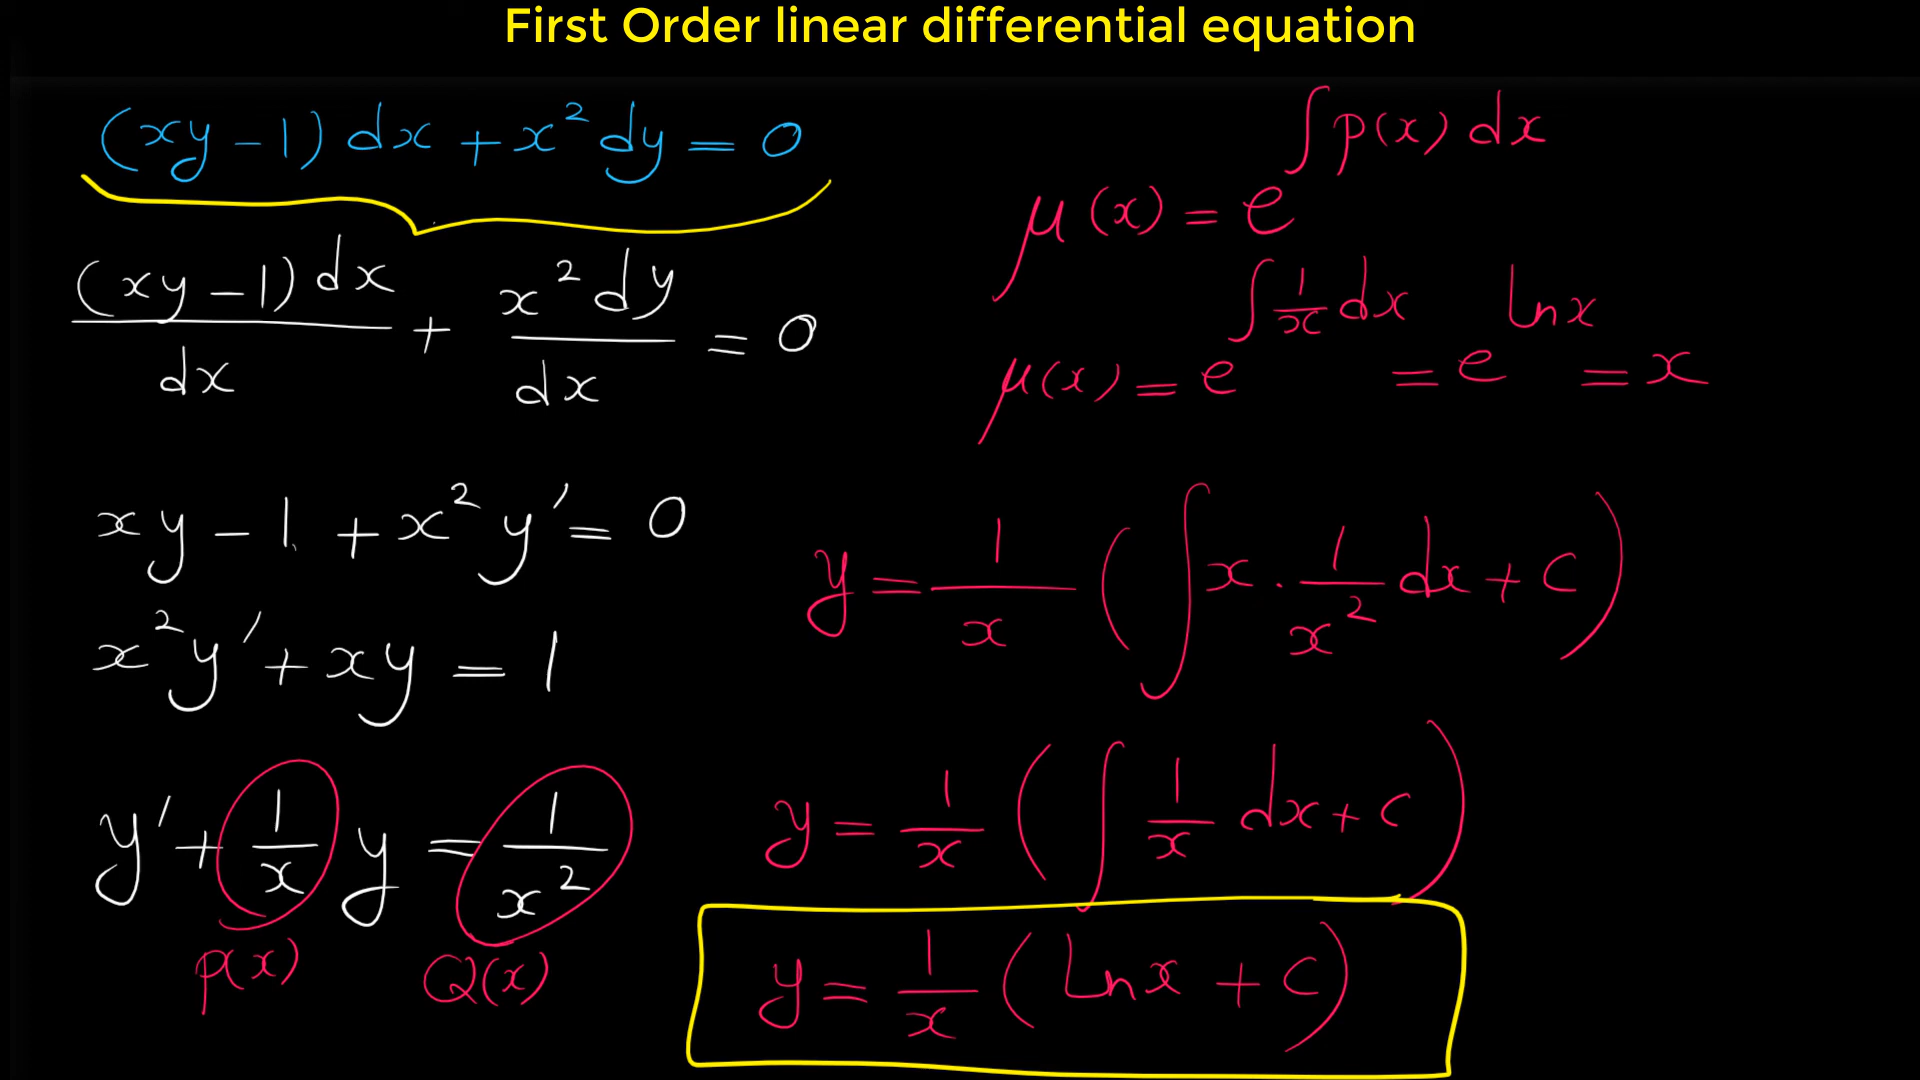 First Order linear differential equation
(xy-1)dx + x²dy = 0
(xy-1)dx/dx + x²dy/dx = 0
xy - 1 + x²y' = 0
x²y' + xy = 1
y' + 1/x y = 1/x²
p(x) Q(x)
μ(x) = e^∫p(x)dx
μ(x) = e^∫1/x dx = e^lnx = x
y = 1/x (∫x · 1/x² dx + c)
y = 1/x (∫1/x dx + c)
y = 1/x (lnx + c)